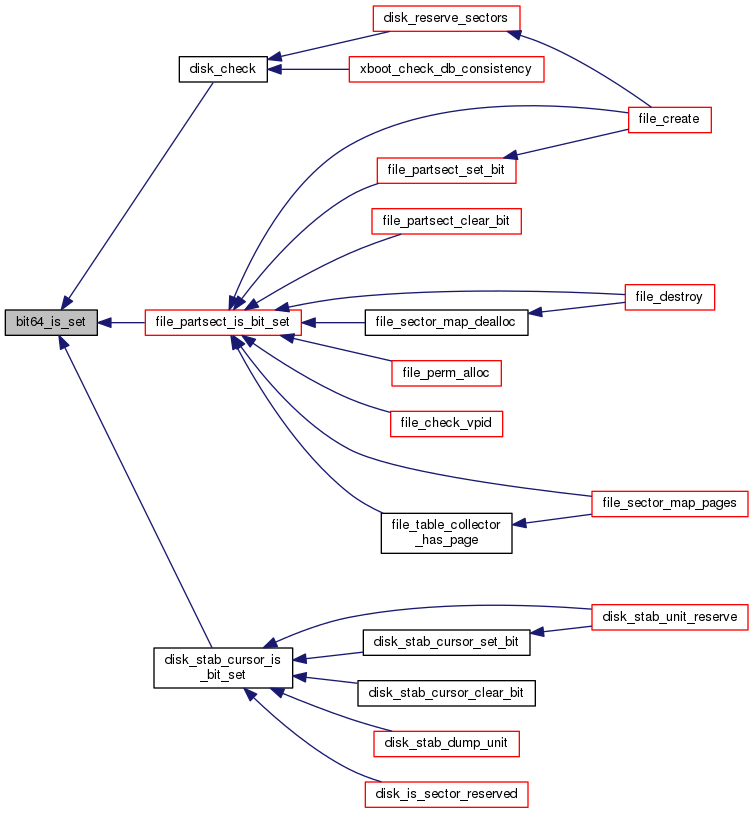 disk_reserve_sectors
disk_check
xboot_check_db_consistency
file_create
file_partsect_set_bit
file_partsect_clear_bit
file_destroy
bit64_is_set
file_partsect_is_bit_set
file_sector_map_dealloc
file_perm_alloc
file_check_vpid
file_sector_map_pages
file_table_collector
_has_page
disk_stab_unit_reserve
disk_stab_cursor_set_bit
disk_stab_cursor_is
_bit_set
disk_stab_cursor_clear_bit
disk_stab_dump_unit
disk_is_sector_reserved